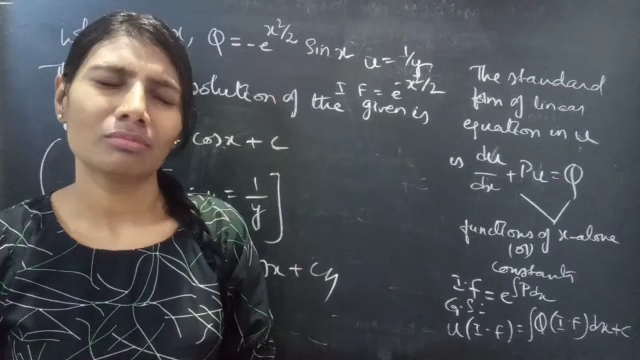 x, Q = -e^{x²/2} sin x u = 1/y
I F = e^{x²/2}
solution of the given is
cos x + c
= 1/y ]
x + c y
The standard
form of linear
equation in u
is du/dx + Pu = Q
functions of x-alone
(or)
constants
I.f = e^{∫Pdx}
G.S:
u(I.f) = ∫Q(I.f)dx+c